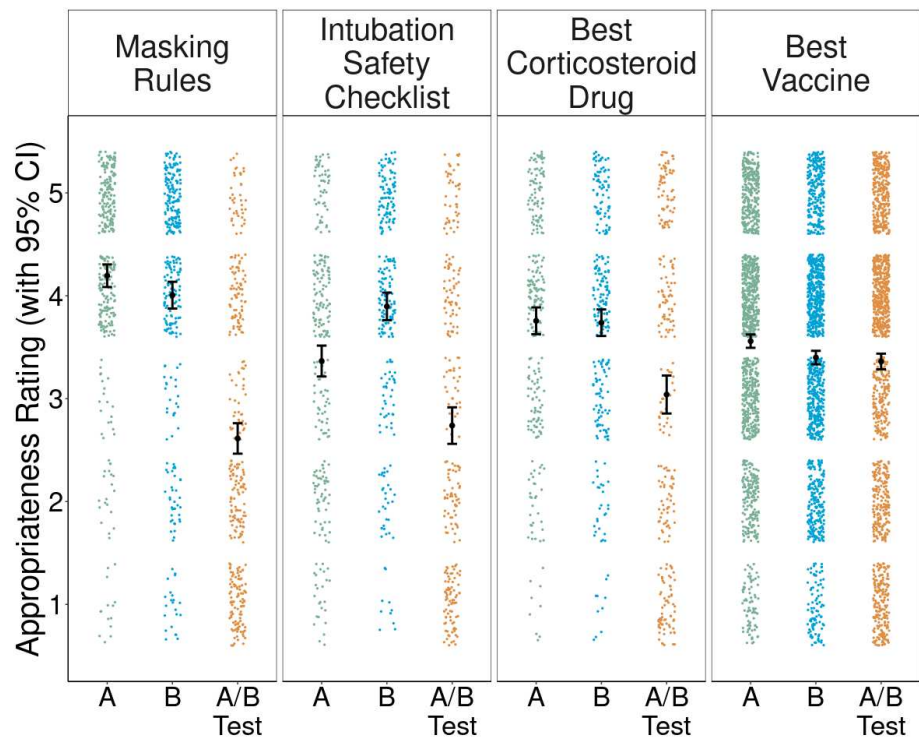 Masking
Rules
Intubation
Safety
Checklist
Best
Corticosteroid
Drug
Best
Vaccine
Appropriateness Rating (with 95% CI)
5
4
3
2
1
A
B
A/B
Test
A
B
A/B
Test
A
B
A/B
Test
A
B
A/B
Test